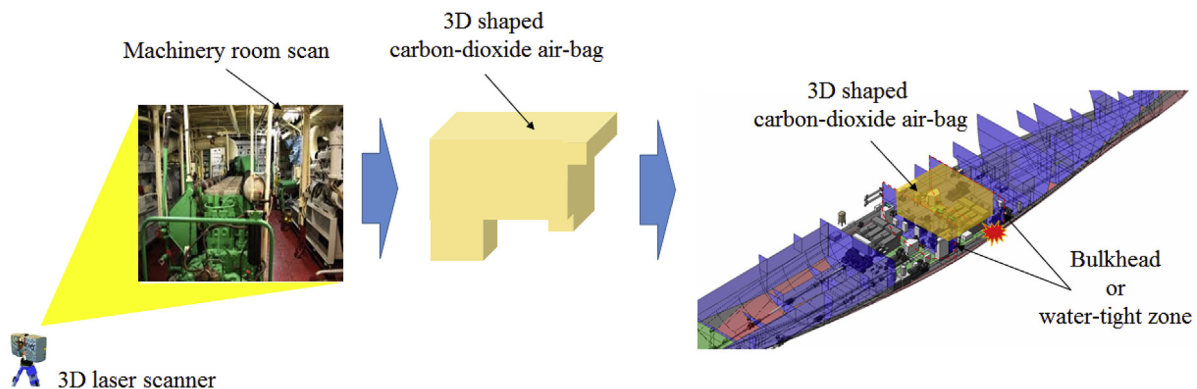 Machinery room scan
3D laser scanner
3D shaped
carbon-dioxide air-bag
3D shaped
carbon-dioxide air-bag
Bulkhead
or
water-tight zone